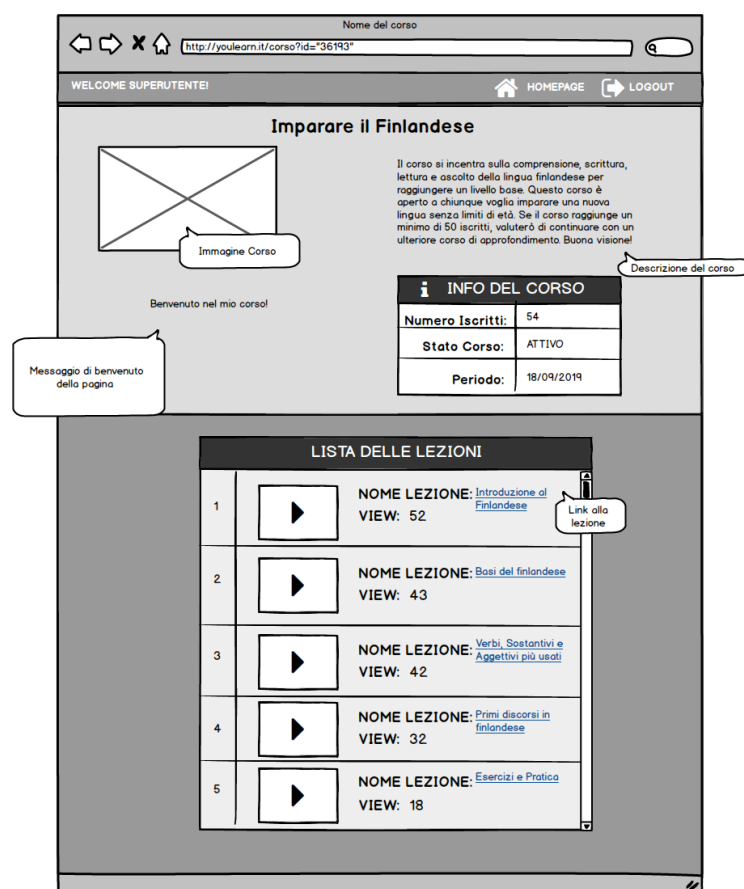 Nome del corso
http://youlearn.it/corso?id="36193"
WELCOME SUPERUTENTE!
HOMEPAGE
LOGOUT
Imparare il Finlandese
Il corso si incentra sulla comprensione, scrittura,
lettura e ascolto della lingua finlandese per
raggiungere un livello base. Questo corso è
aperto a chiunque voglia imparare una nuova
lingua senza limiti di età. Se il corso raggiunge un
minimo di 50 iscritti, valuterò di continuare con un
ulteriore corso di approfondimento. Buona visione!
Immagine Corso
Descrizione del corso
Benvenuto nel mio corso!
Messaggio di benvenuto
della pagina
i INFO DEL CORSO
Numero Iscritti: 54
Stato Corso: ATTIVO
Periodo: 18/09/2019
LISTA DELLE LEZIONI
1
NOME LEZIONE: Introduzione al
Finlandese
VIEW: 52
Link alla
lezione
2
NOME LEZIONE: Basi del finlandese
VIEW: 43
3
NOME LEZIONE: Verbi, Sostantivi e
Aggettivi più usati
VIEW: 42
4
NOME LEZIONE: Primi discorsi in
finlandese
VIEW: 32
5
NOME LEZIONE: Esercizi e Pratica
VIEW: 18